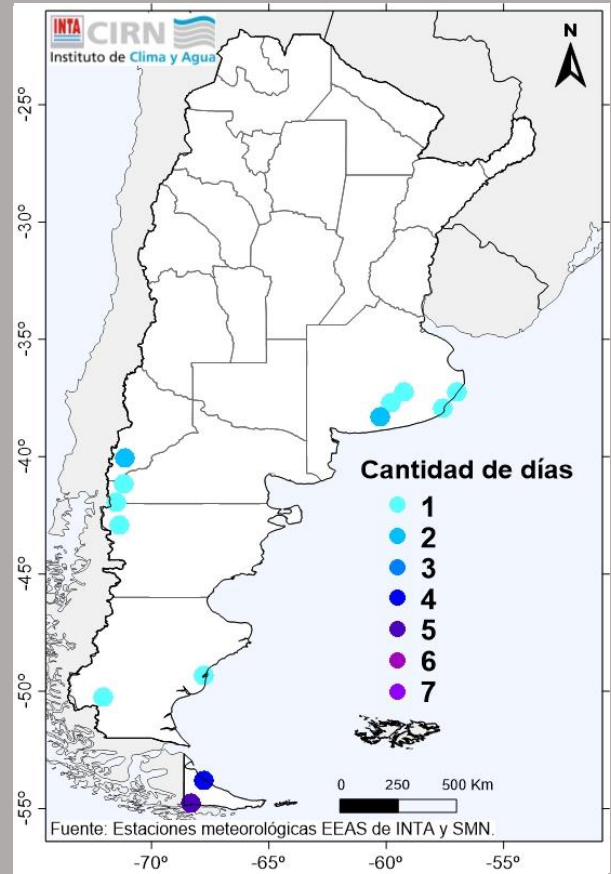 INTA CIRN
Instituto de Clima y Agua
N
-25°
-30°
-35°
-40°
-45°
-50°
-55°
Cantidad de días
1
2
3
4
5
6
7
0 250 500 Km
Fuente: Estaciones meteorológicas EEAS de INTA y SMN.
-70° -65° -60° -55°